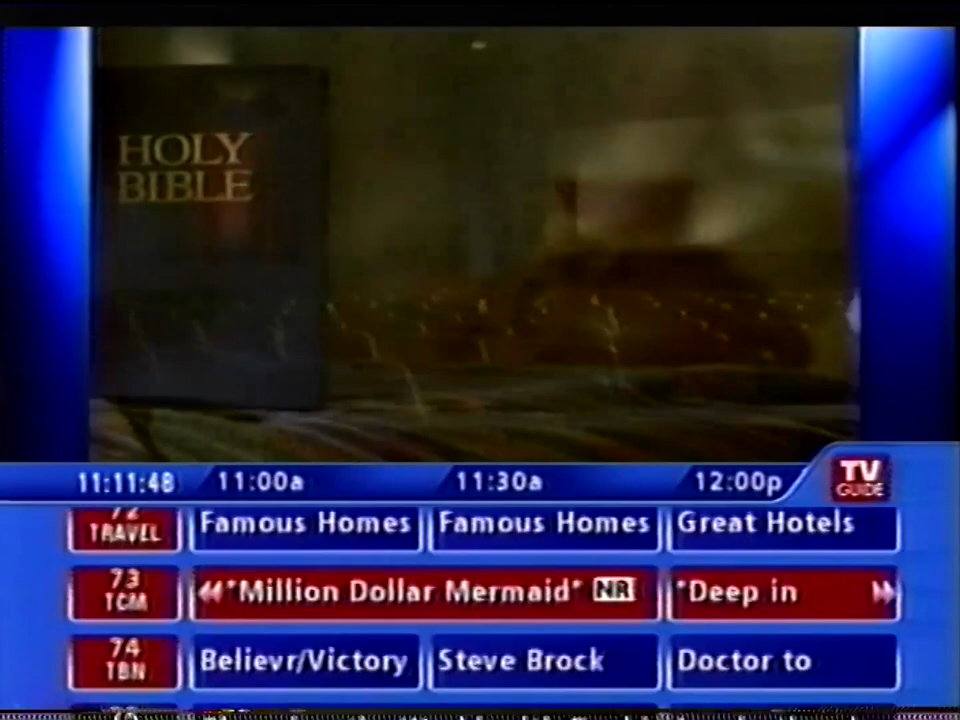 HOLY
BIBLE
11:11:48 11:00a 11:30a 12:00p TV GUIDE
72 TRAVEL Famous Homes Famous Homes Great Hotels
73 TCM "Million Dollar Mermaid" NR "Deep in
74 TBN Believr/Victory Steve Brock Doctor to